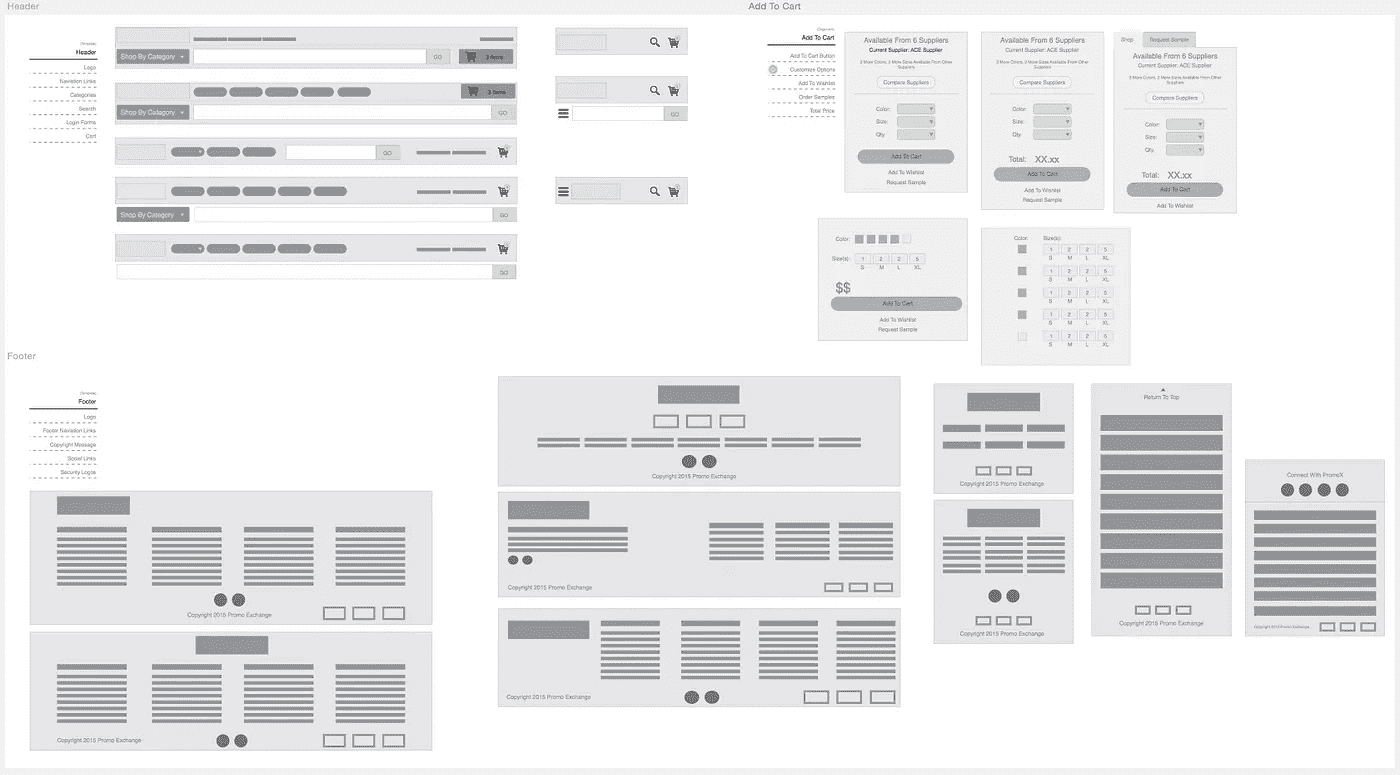 Header
Add To Cart
(Template)
Header
Logo
Naviation Links
Categories
Search
Login Forms
Cart
Shop By Category
GO
3 Items
3 Items
Shop By Category
GO
GO
Shop By Category
GO
GO
GO
(Organism)
Add To Cart
Add To Cart Button
Customize Options
Add To Wishlist
Order Samples
Total Price
Available From 6 Suppliers
Current Supplier: ACE Supplier
3 More Colors, 2 More Sizes Available From Other
Suppliers
Compare Suppliers
Color:
Size:
Qty.
Add To Cart
Add To Wishlist
Request Sample
Available From 6 Suppliers
Current Supplier: ACE Supplier
3 More Colors, 2 More Sizes Available From Other
Suppliers
Compare Suppliers
Color:
Size:
Qty.
Total: XX.xx
Add To Cart
Add To Wishlist
Request Sample
Shop
Request Sample
Available From 6 Suppliers
Current Supplier: ACE Supplier
3 More Colors, 2 More Sizes Available From Other
Suppliers
Compare Suppliers
Color:
Size:
Qty.
Total: XX.xx
Add To Cart
Add To Wishlist
Color:
Size(s): 1 2 2 5
S M L XL
$$
Add To Cart
Add To Wishlist
Request Sample
Color: Size(s):
1 2 2 5
S M L XL
1 2 2 5
S M L XL
1 2 2 5
S M L XL
1 2 2 5
S M L XL
1 2 2 5
S M L XL
Footer
(Template)
Footer
Logo
Footer Naviation Links
Copyright Message
Social Links
Security Logos
Copyright 2015 Promo Exchange
Copyright 2015 Promo Exchange
Copyright 2015 Promo Exchange
Copyright 2015 Promo Exchange
Copyright 2015 Promo Exchange
Copyright 2015 Promo Exchange
Copyright 2015 Promo Exchange
Return To Top
Copyright 2015 Promo Exchange
Connect With PromoX
Copyright 2015 Promo Exchange